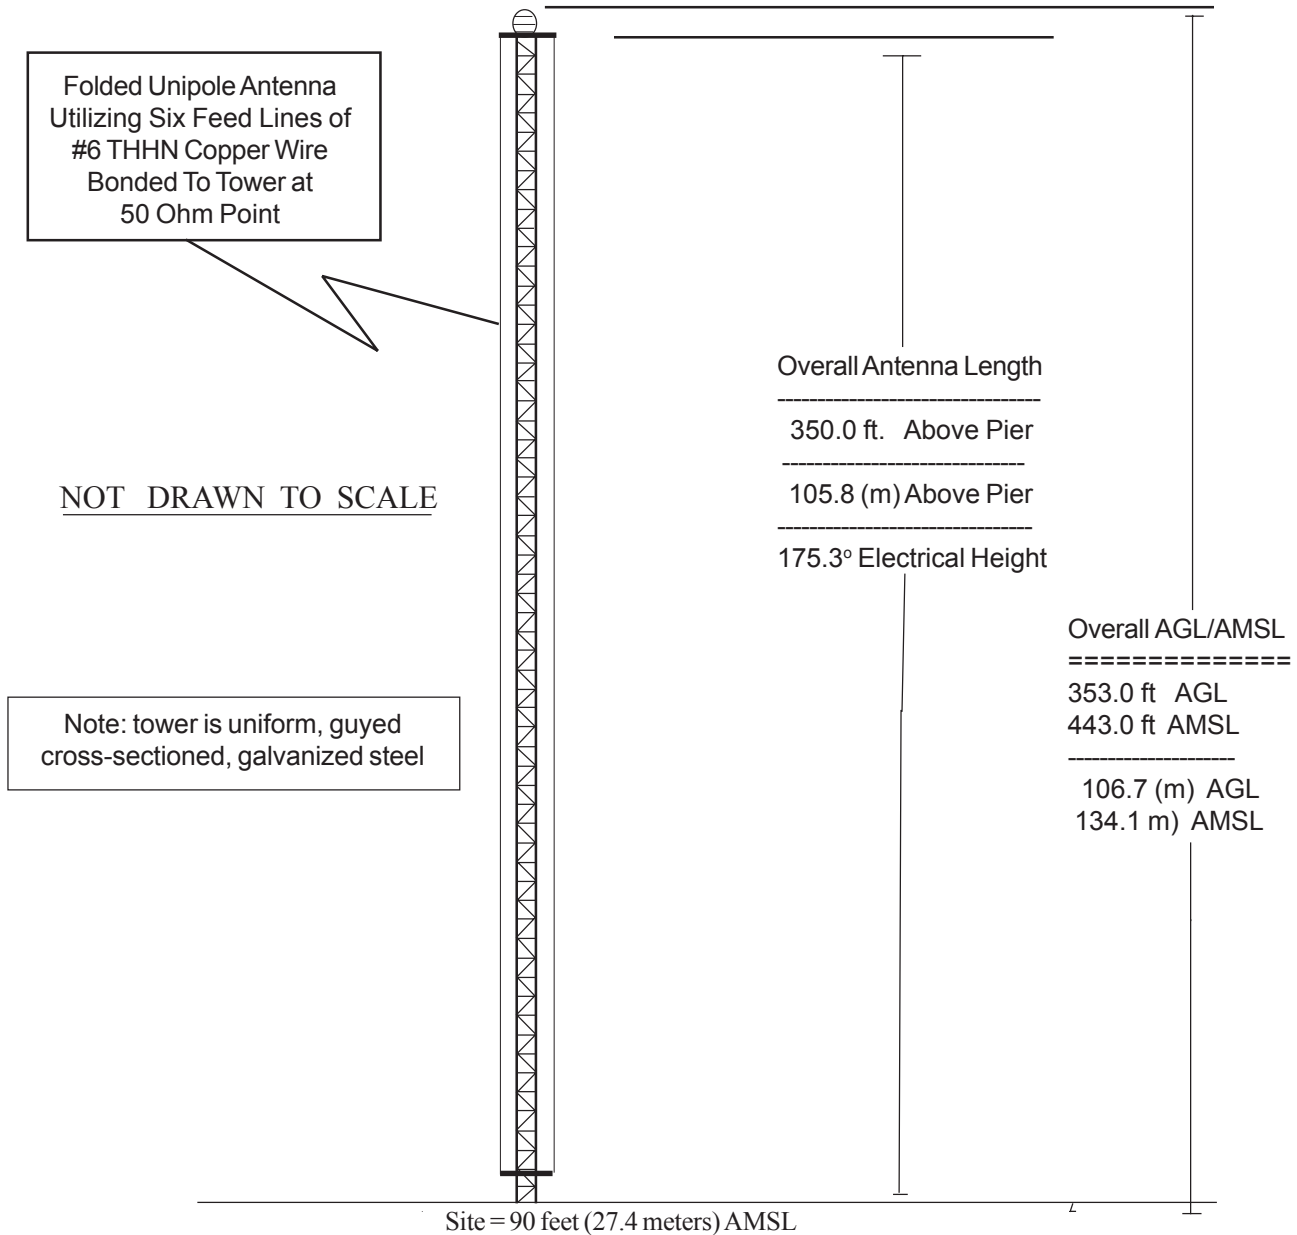 Folded Unipole Antenna
Utilizing Six Feed Lines of
#6 THHN Copper Wire
Bonded To Tower at
50 Ohm Point
NOT DRAWN TO SCALE
Note: tower is uniform, guyed
cross-sectioned, galvanized steel
Overall Antenna Length
---------------------------------
350.0 ft. Above Pier
------------------------------
105.8 (m) Above Pier
--------------------------------
175.3° Electrical Height
Overall AGL/AMSL
==============
353.0 ft AGL
443.0 ft AMSL
---------------------
106.7 (m) AGL
134.1 m) AMSL
Site = 90 feet (27.4 meters) AMSL